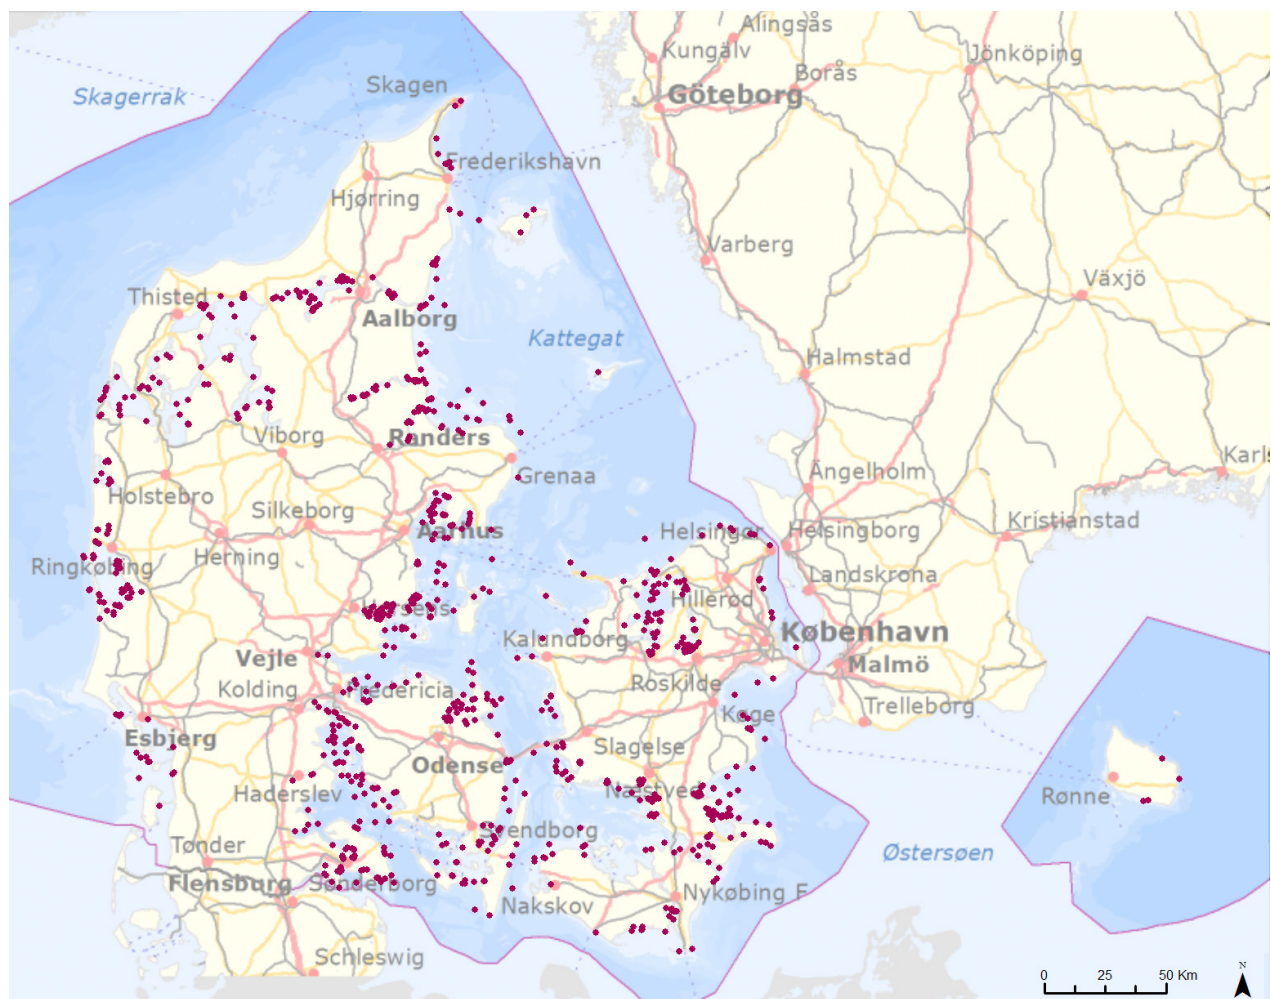 Alingsås
Kungälv
Jönköping
Borås
Skagen
Göteborg
Skagerrak
Frederikshavn
Hjørring
Varberg
Växjö
Thisted
Aalborg
Kattegat
Halmstad
Viborg
Randers
Karls
Ängelholm
Grenaa
Holstebro
Silkeborg
Aarhus
Helsingør
Helsingborg
Kristianstad
Herning
Ringkøbing
Landskrona
Hillerød
Horsens
København
Kalundborg
Vejle
Malmö
Roskilde
Kolding
Fredericia
Trelleborg
Køge
Esbjerg
Slagelse
Odense
Næstved
Haderslev
Rønne
Svendborg
Tønder
Østersøen
Flensburg
Sønderborg
Nakskov
Nykøbing F
Schleswig
N
0 25 50 Km